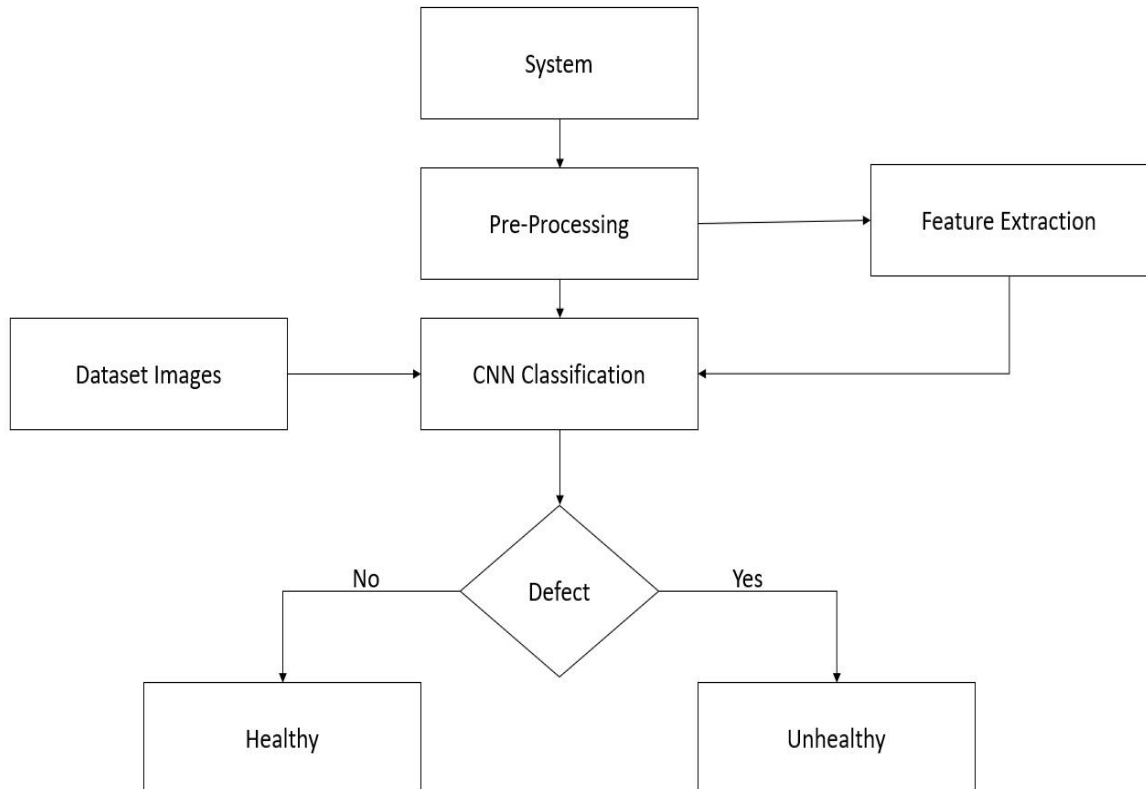 System
Pre-Processing
Feature Extraction
Dataset Images
CNN Classification
No
Defect
Yes
Healthy
Unhealthy